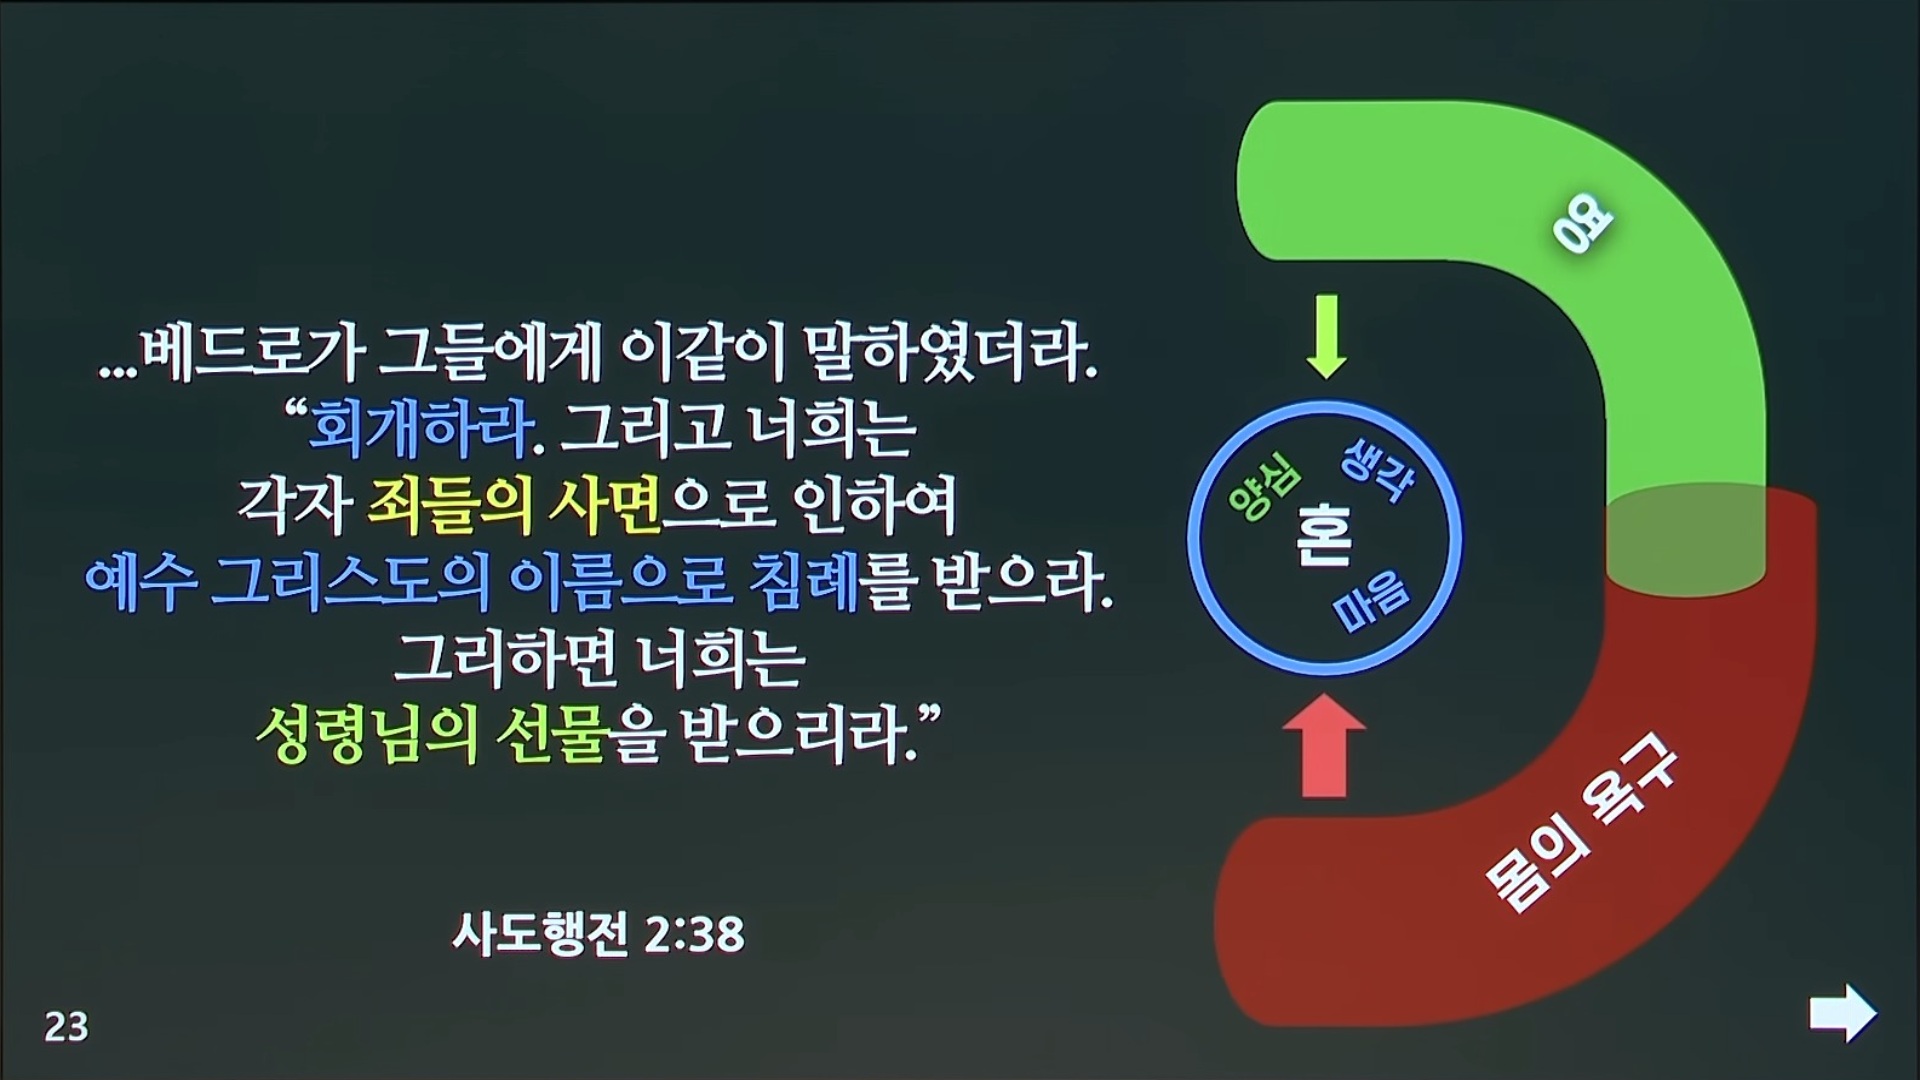 ...베드로가 그들에게 이같이 말하였더라.
“회개하라. 그리고 너희는
각자 죄들의 사면으로 인하여
예수 그리스도의 이름으로 침례를 받으라.
그리하면 너희는
성령님의 선물을 받으리라.”
사도행전 2:38
23
영
양심
생각
혼
마음
몸의 욕구